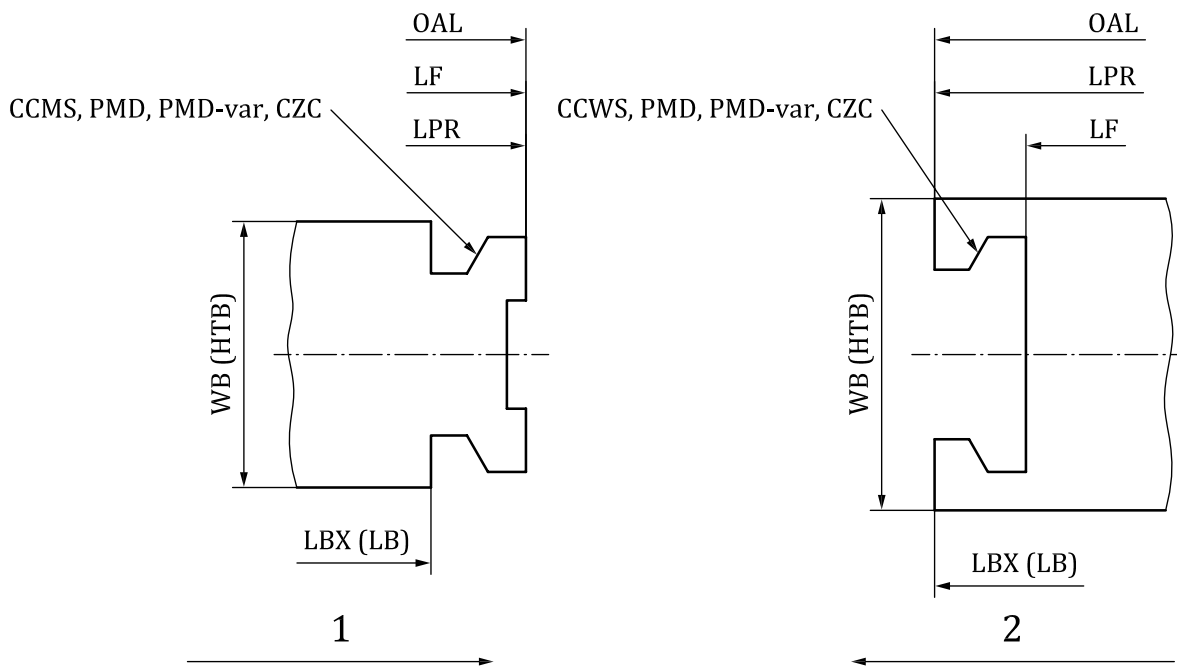 OAL
LF
CCMS, PMD, PMD-var, CZC
LPR
WB (HTB)
LBX (LB)
1
OAL
LPR
CCWS, PMD, PMD-var, CZC
LF
WB (HTB)
LBX (LB)
2